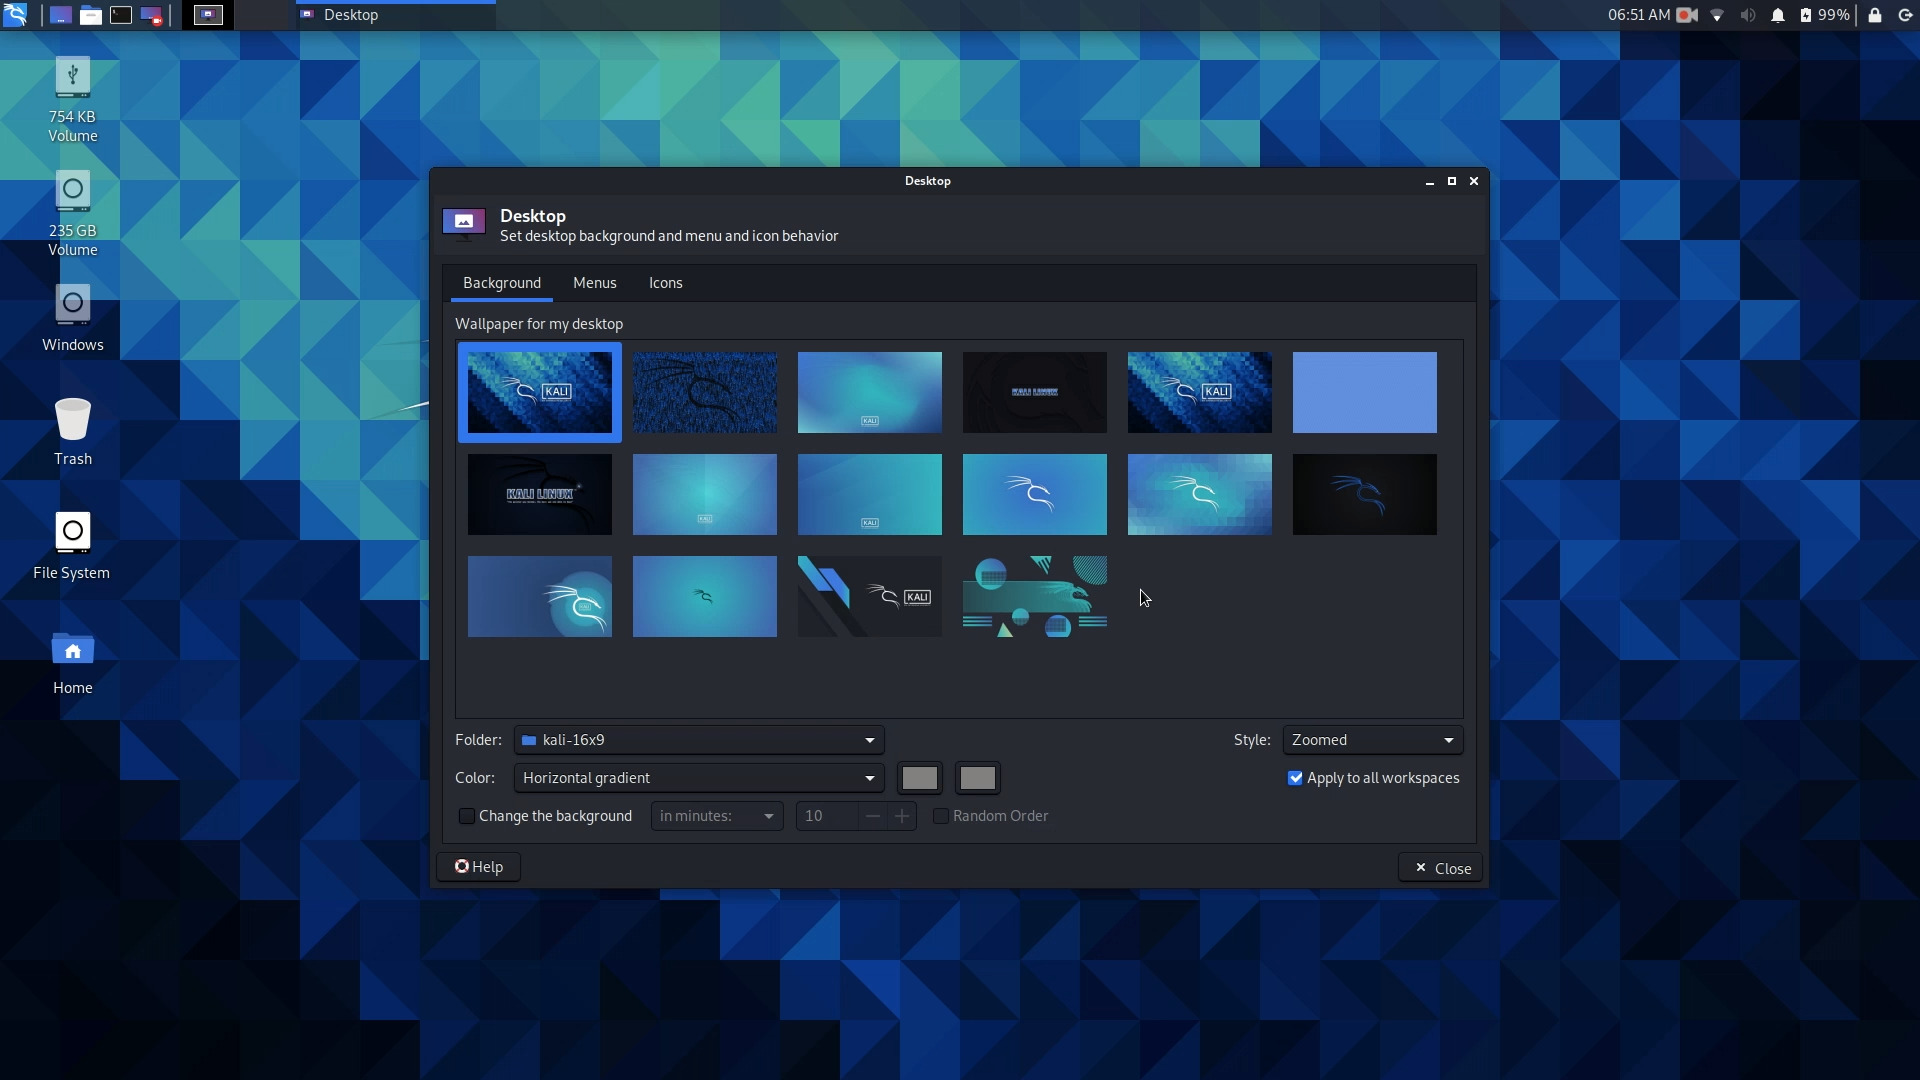 Desktop
06:51 AM
99%
754 KB
Volume
235 GB
Volume
Windows
Trash
File System
Home
Desktop
Desktop
Set desktop background and menu and icon behavior
Background Menus Icons
Wallpaper for my desktop
KALI
KALI
KALI LINUX
KALI
KALI LINUX
KALI
KALI
KALI
Folder: kali-16x9 Style: Zoomed
Color: Horizontal gradient Apply to all workspaces
Change the background in minutes: 10 Random Order
Help Close